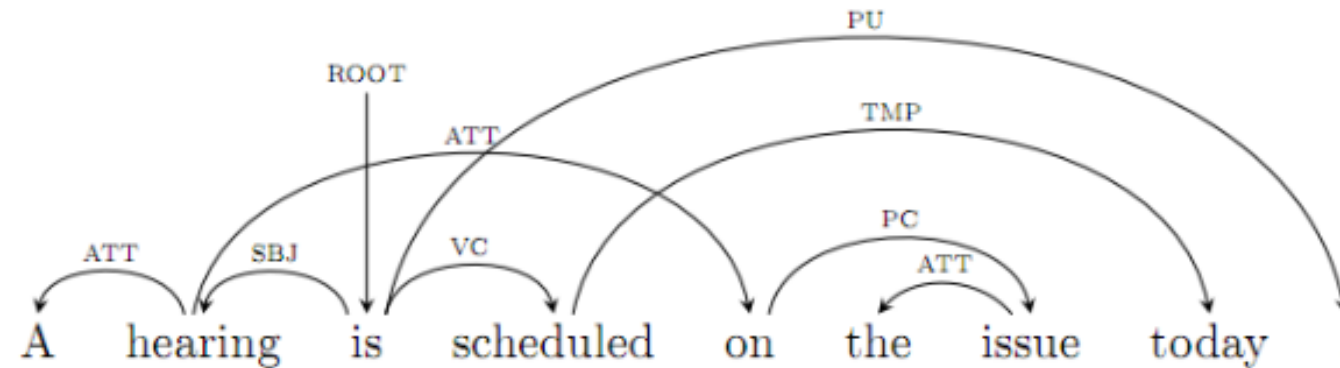 PU
ROOT
TMP
ATT
PC
ATT SBJ VC ATT
A hearing is scheduled on the issue today